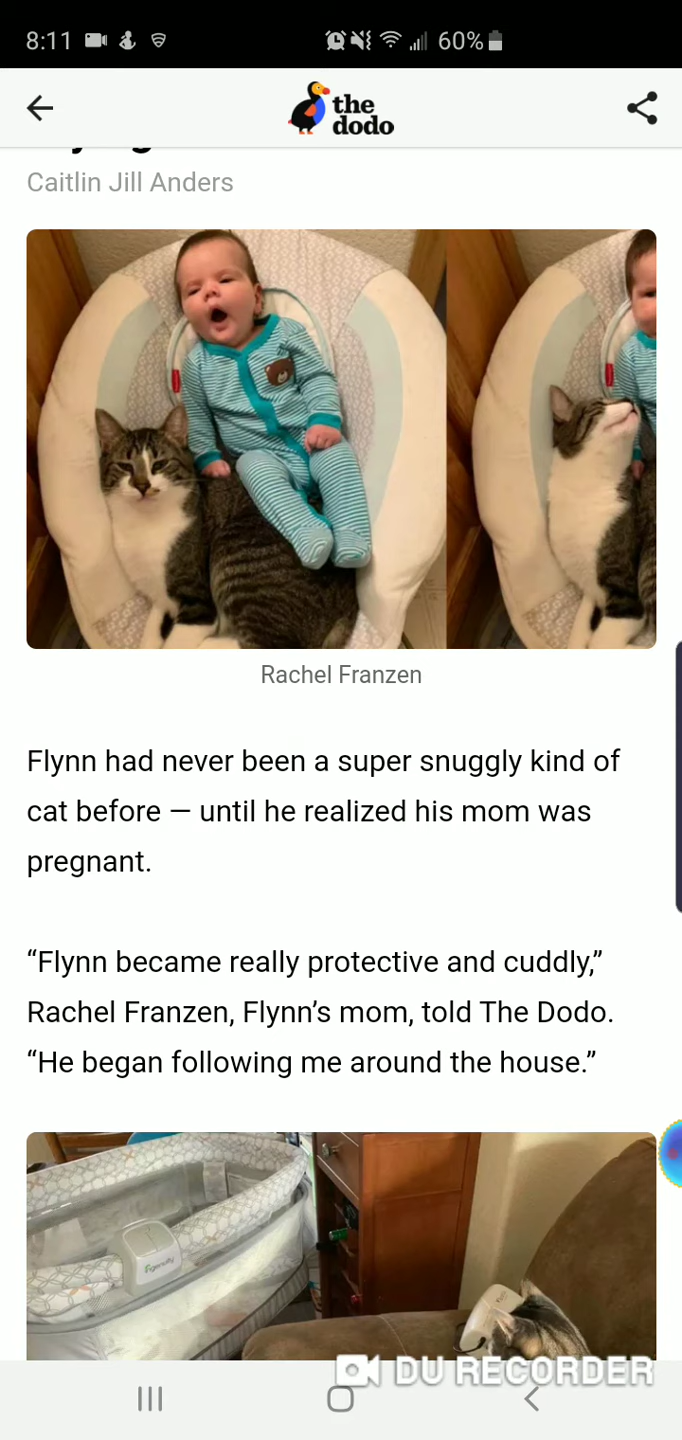 8:11
60%
the
dodo
Caitlin Jill Anders
Rachel Franzen
Flynn had never been a super snuggly kind of
cat before — until he realized his mom was
pregnant.
“Flynn became really protective and cuddly,”
Rachel Franzen, Flynn’s mom, told The Dodo.
“He began following me around the house.”
DU RECORDER